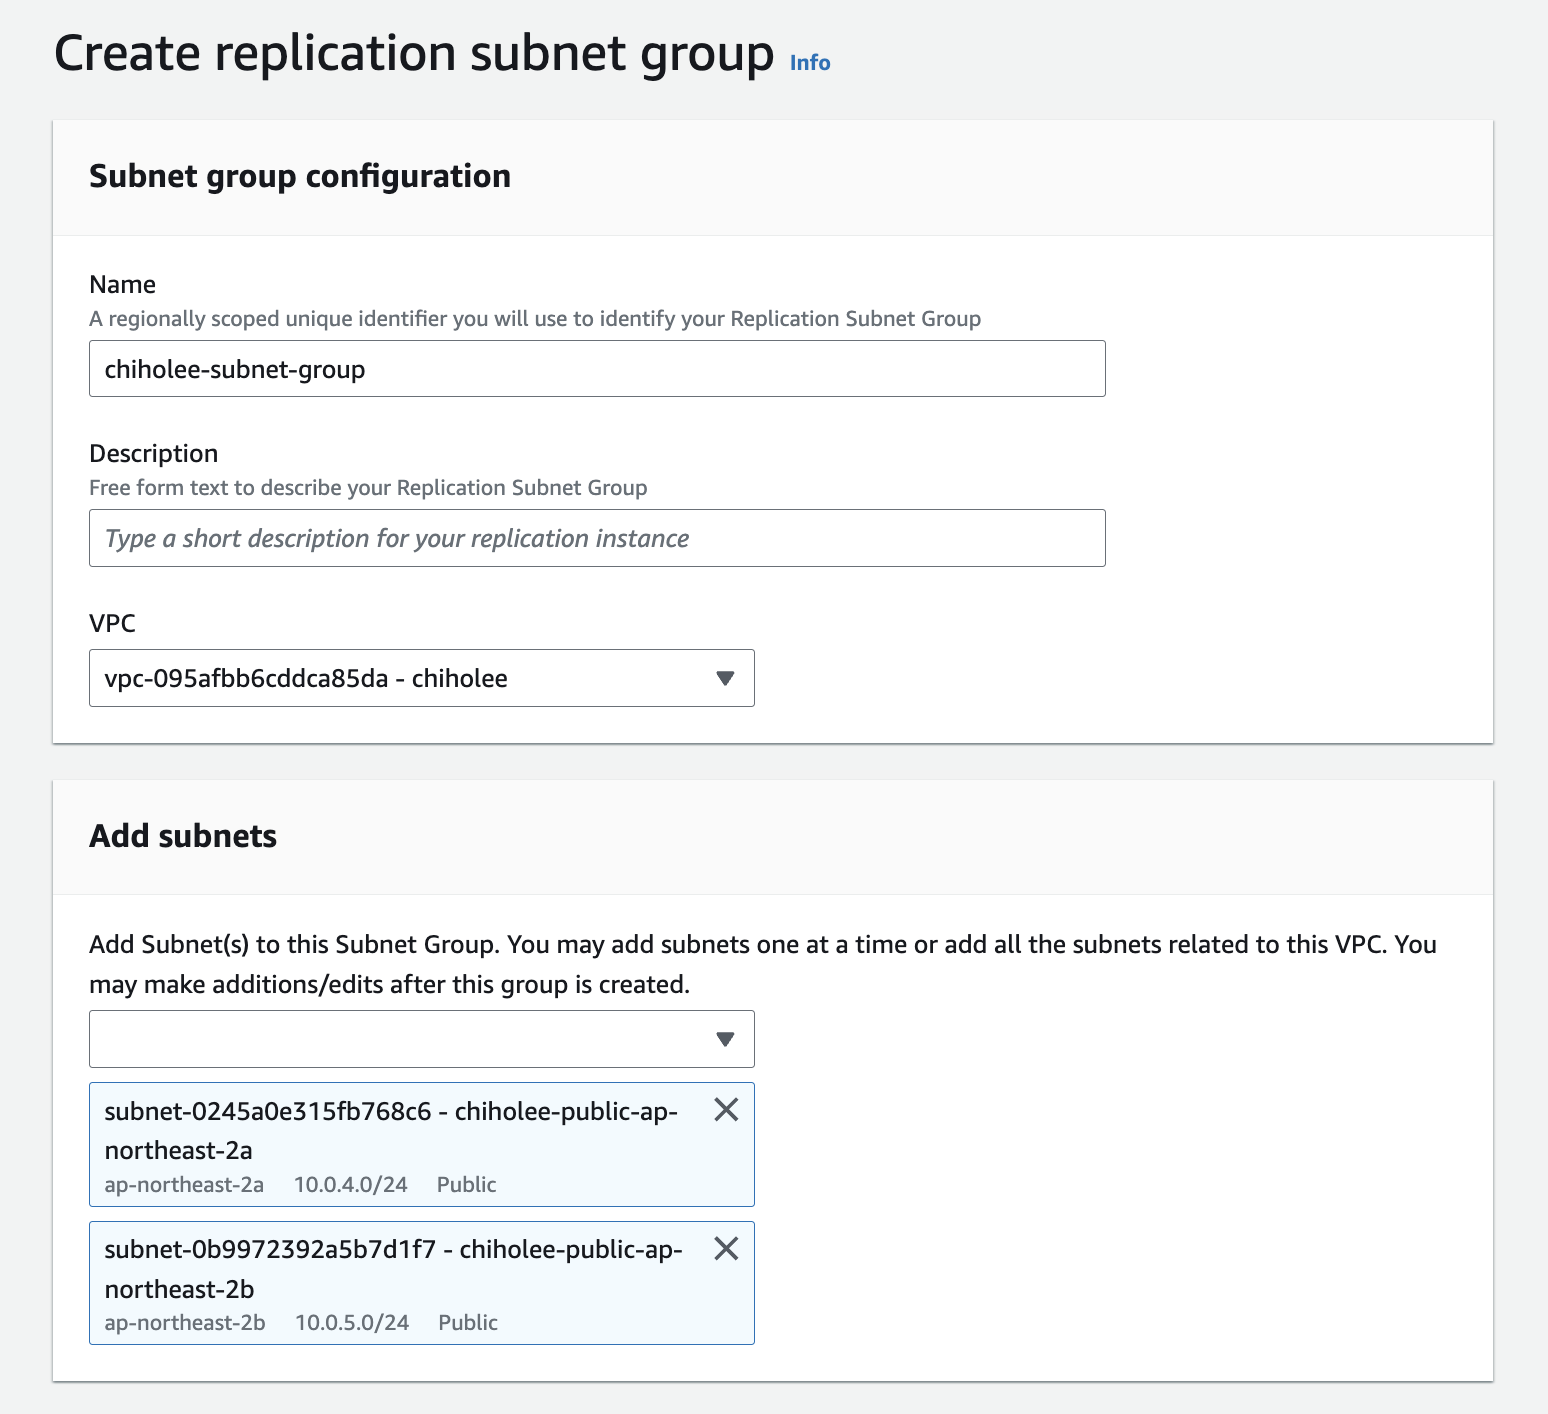 Create replication subnet group Info
Subnet group configuration
Name
A regionally scoped unique identifier you will use to identify your Replication Subnet Group
chiholee-subnet-group
Description
Free form text to describe your Replication Subnet Group
Type a short description for your replication instance
VPC
vpc-095afbb6cddca85da - chiholee
Add subnets
Add Subnet(s) to this Subnet Group. You may add subnets one at a time or add all the subnets related to this VPC. You
may make additions/edits after this group is created.
subnet-0245a0e315fb768c6 - chiholee-public-ap-
northeast-2a
ap-northeast-2a 10.0.4.0/24 Public
subnet-0b9972392a5b7d1f7 - chiholee-public-ap-
northeast-2b
ap-northeast-2b 10.0.5.0/24 Public